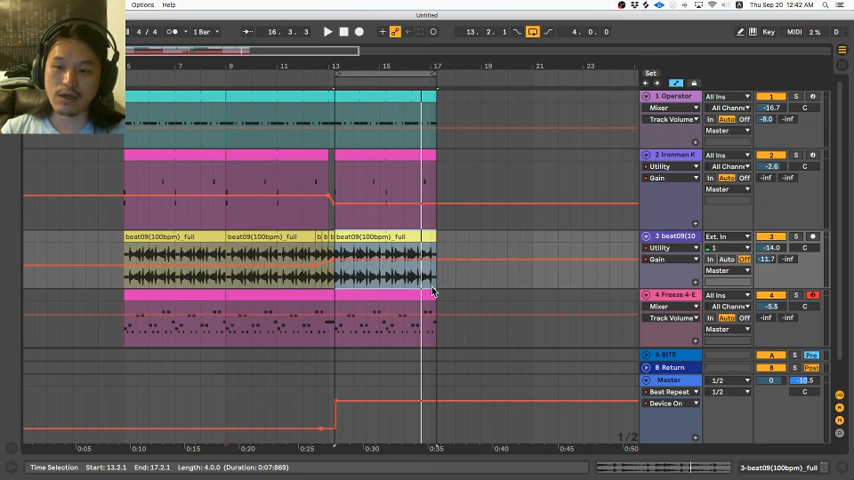 Options Help
Thu Sep 20 12:42 AM
Untitled
4 / 4 1 Bar 16. 3. 3 13. 2. 1 4. 0. 0 Key MIDI 2% D
5 7 9 11 13 15 17 19 21 23
Set
1 Operator All Ins 1 S
Mixer All Channe -16.7 C
Track Volume In Auto Off -8.0 -inf
Master
2 Ironman K All Ins 2 S
Utility All Channe -2.6 C
Gain In Auto Off -inf -inf
Master
beat09(100bpm)_full beat09(100bpm)_full b b b beat09(100bpm)_full
3 beat09(10 Ext. In 3 S
Utility 1 -14.0 C
Gain In Auto Off -11.7 -inf
Master
4 Freeze 4-E All Ins 4 S
Mixer All Channe -5.5 C
Track Volume In Auto Off -inf -inf
Master
A BITE A S Pre
B Return B S Post
Master 1/2 0 -10.5
Beat Repeat 1/2 C
Device On
1/2
0:05 0:10 0:15 0:20 0:25 0:30 0:35 0:40 0:45 0:50
Time Selection Start: 13.2.1 End: 17.2.1 Length: 4.0.0 (Duration: 0:07:869)
3-beat09(100bpm)_full